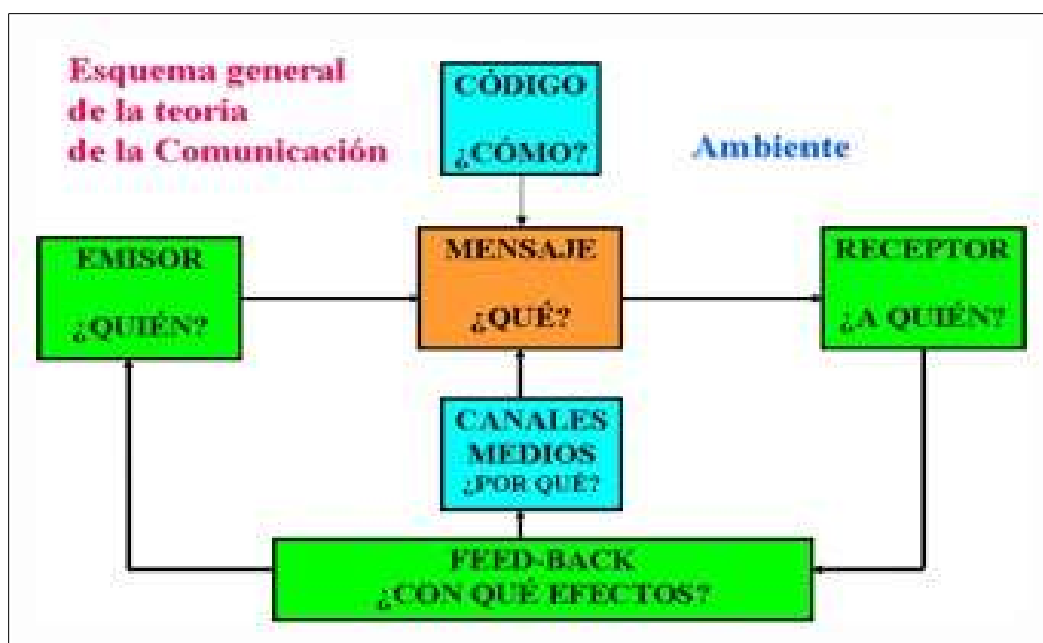 Esquema general
de la teoría
de la Comunicación
CÓDIGO
¿CÓMO?
Ambiente
EMISOR
¿QUIÉN?
MENSAJE
¿QUÉ?
RECEPTOR
¿A QUIÉN?
CANALES
MEDIOS
¿POR QUÉ?
FEED-BACK
¿CON QUÉ EFECTOS?